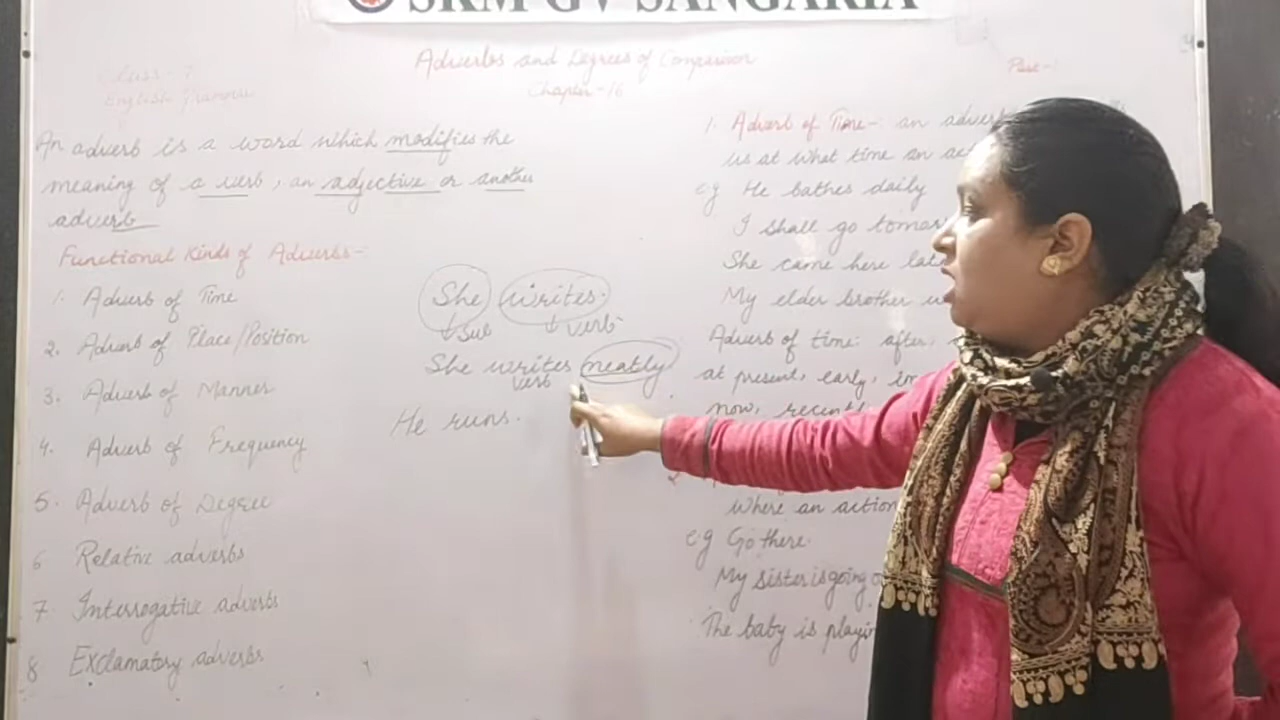 SRM GV SANGARIA
Adverbs and Degrees of Comparison
Chapter-16
Class-7
English Grammar
Part-1
An adverb is a word which modifies the
meaning of a verb, an adjective or another
adverb
Functional Kinds of Adverbs-
1. Adverb of Time
2. Adverb of Place/Position
3. Adverb of Manner
4. Adverb of Frequency
5. Adverb of Degree
6 Relative adverbs
7. Interrogative adverbs
8 Exclamatory adverbs
She writes.
↓ Sub ↓ verb
She writes neatly
verb
He runs.
1. Adverb of Time-: an adverb
us at what time an
eg He bathes daily
I shall go
She came here
My elder brother
Adverb of time: after,
at present, early,
now,
where an action
eg Go there.
My sister is going
The baby is